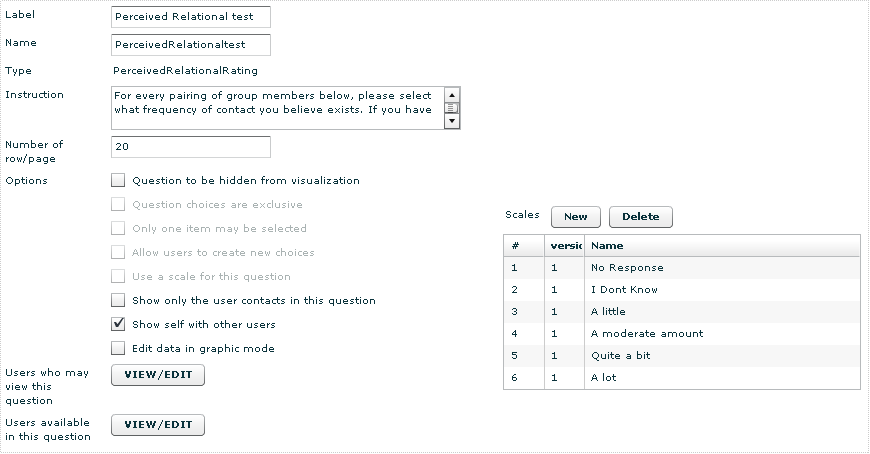 Label
Perceived Relational test
Name
PerceivedRelationaltest
Type
PerceivedRelationalRating
Instruction
For every pairing of group members below, please select
what frequency of contact you believe exists. If you have
Number of
row/page
20
Options
Question to be hidden from visualization
Question choices are exclusive
Only one item may be selected
Allow users to create new choices
Use a scale for this question
Show only the user contacts in this question
Show self with other users
Edit data in graphic mode
Users who may
view this
question
VIEW/EDIT
Users available
in this question
VIEW/EDIT
Scales New Delete
# versic Name
1 1 No Response
2 1 I Dont Know
3 1 A little
4 1 A moderate amount
5 1 Quite a bit
6 1 A lot